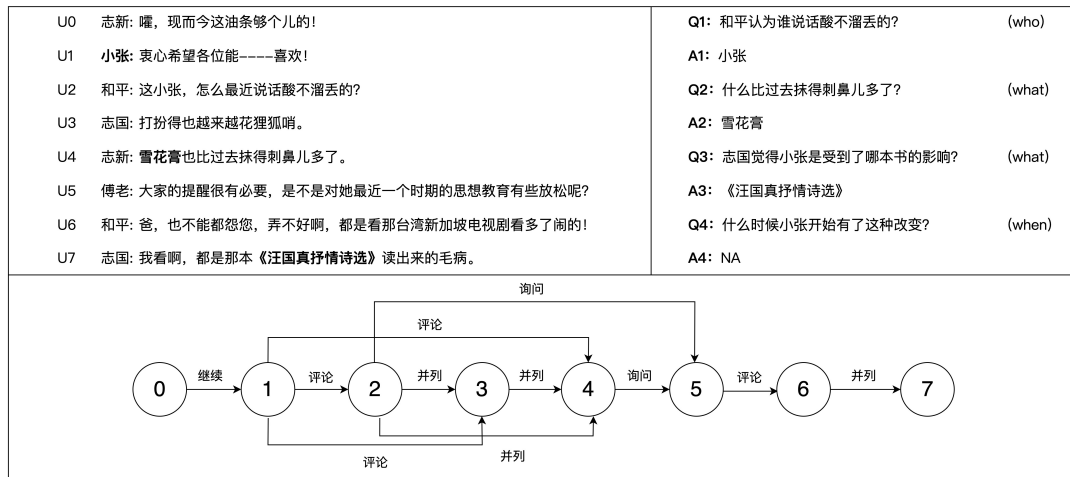 U0 志新: 嚯，现而今这油条够个儿的！
U1 小张: 衷心希望各位能----喜欢！
U2 和平: 这小张，怎么最近说话酸不溜丢的？
U3 志国: 打扮得也越来越花狸狐哨。
U4 志新: 雪花膏也比过去抹得刺鼻儿多了。
U5 傅老: 大家的提醒很有必要，是不是对她最近一个时期的思想教育有些放松呢？
U6 和平: 爸，也不能都怨您，弄不好啊，都是看那台湾新加坡电视剧看多了闹的！
U7 志国: 我看啊，都是那本《汪国真抒情诗选》读出来的毛病。
Q1：和平认为谁说话酸不溜丢的？ （who）
A1：小张
Q2：什么比过去抹得刺鼻儿多了？ （what）
A2：雪花膏
Q3：志国觉得小张是受到了哪本书的影响？ （what）
A3：《汪国真抒情诗选》
Q4：什么时候小张开始有了这种改变？ （when）
A4：NA
询问
评论
继续 评论 并列 并列 询问 评论 并列
0 1 2 3 4 5 6 7
评论 并列